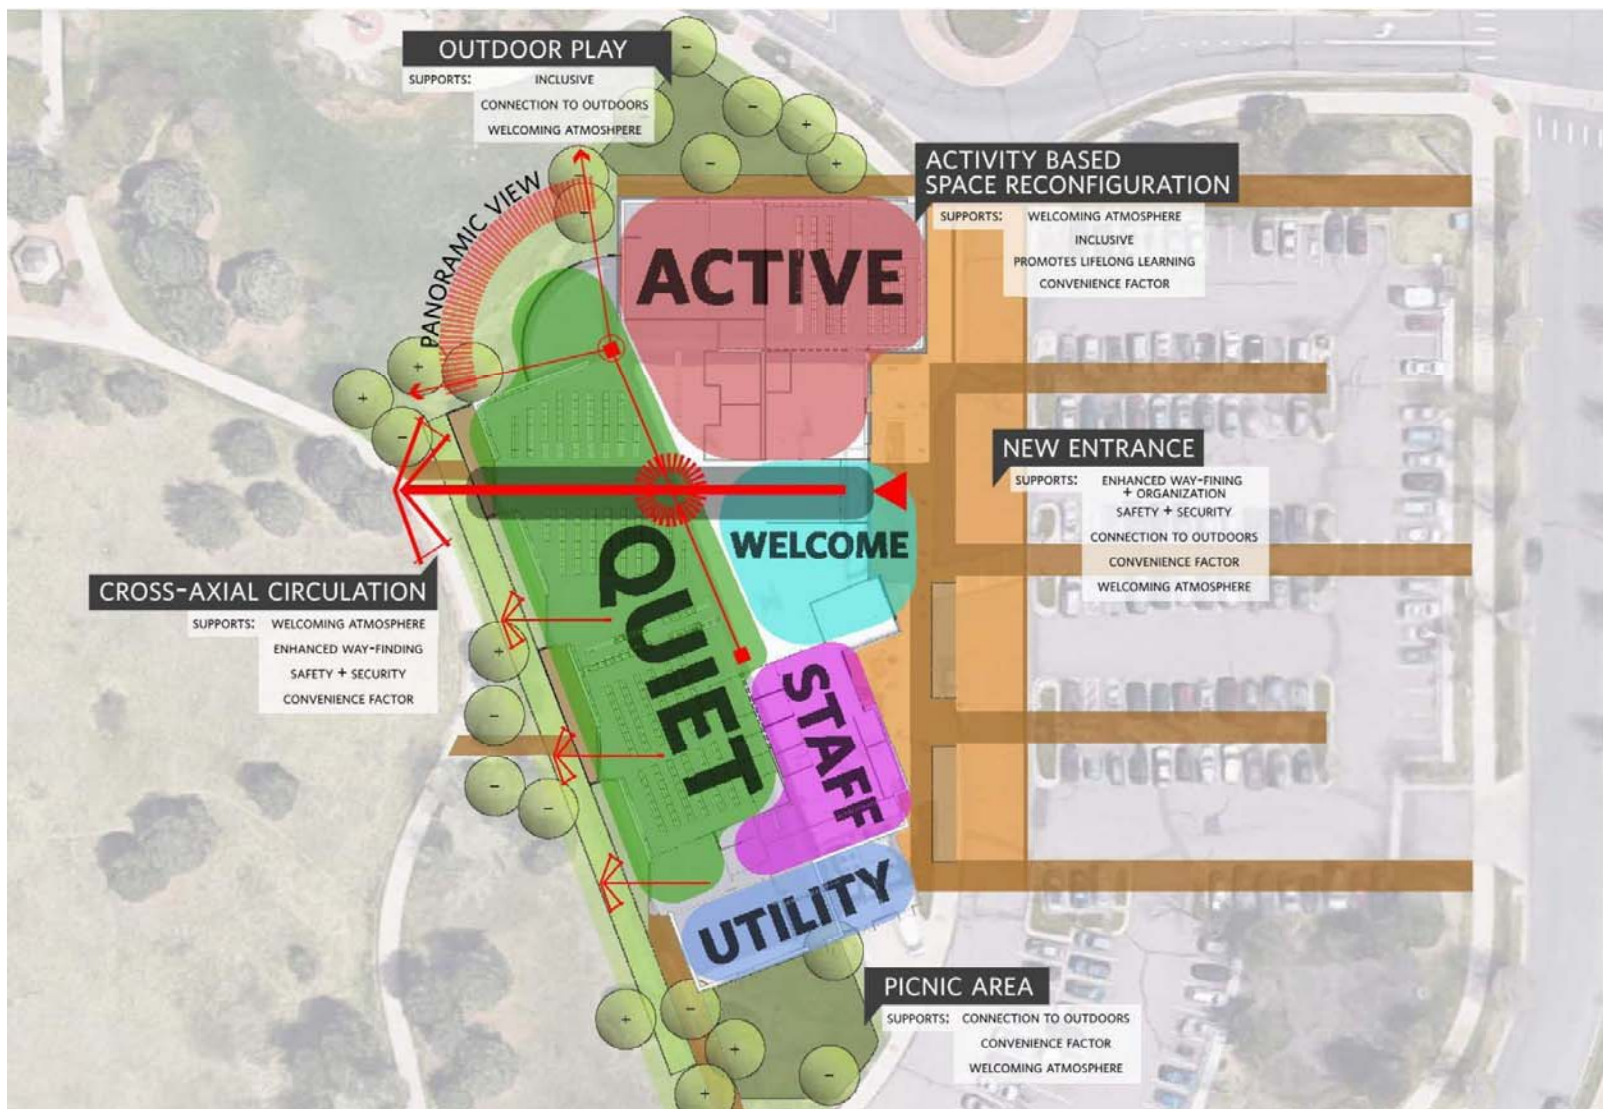 OUTDOOR PLAY
SUPPORTS: INCLUSIVE
CONNECTION TO OUTDOORS
WELCOMING ATMOSHPERE
PANORAMIC VIEW
ACTIVITY BASED
SPACE RECONFIGURATION
SUPPORTS: WELCOMING ATMOSPHERE
INCLUSIVE
PROMOTES LIFELONG LEARNING
CONVENIENCE FACTOR
ACTIVE
NEW ENTRANCE
SUPPORTS: ENHANCED WAY-FINING
+ ORGANIZATION
SAFETY + SECURITY
CONNECTION TO OUTDOORS
CONVENIENCE FACTOR
WELCOMING ATMOSPHERE
WELCOME
QUIET
CROSS-AXIAL CIRCULATION
SUPPORTS: WELCOMING ATMOSPHERE
ENHANCED WAY-FINDING
SAFETY + SECURITY
CONVENIENCE FACTOR
STAFF
UTILITY
PICNIC AREA
SUPPORTS: CONNECTION TO OUTDOORS
CONVENIENCE FACTOR
WELCOMING ATMOSPHERE